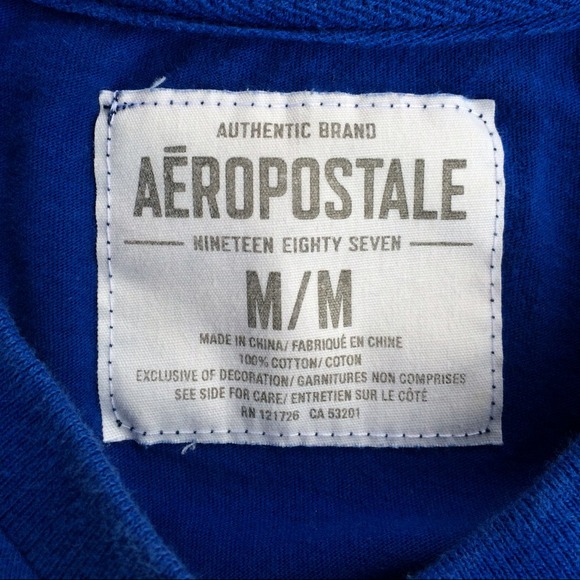 AUTHENTIC BRAND
AÉROPOSTALE
NINETEEN EIGHTY SEVEN
M/M
MADE IN CHINA/ FABRIQUÉ EN CHINE
100% COTTON/ COTON
EXCLUSIVE OF DECORATION/ GARNITURES NON COMPRISES
SEE SIDE FOR CARE/ ENTRETIEN SUR LE CÔTÉ
RN 121726 CA 53201